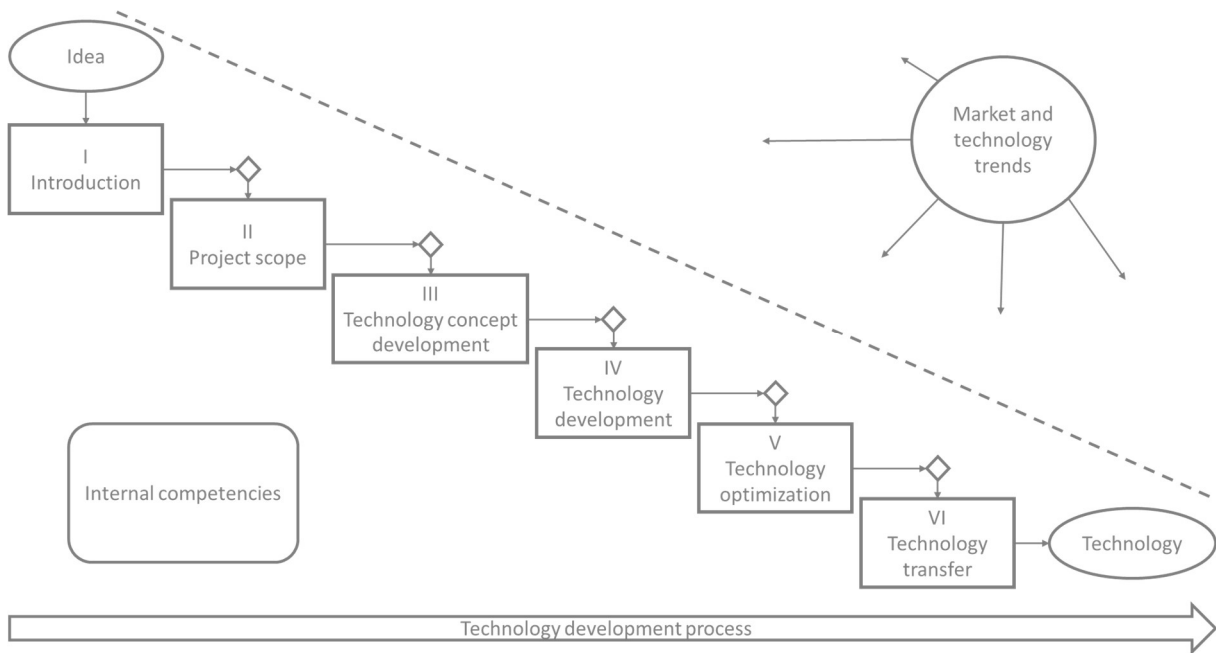 Idea
I
Introduction
II
Project scope
III
Technology concept
development
IV
Technology
development
V
Technology
optimization
VI
Technology
transfer
Technology
Market and
technology
trends
Internal competencies
Technology development process